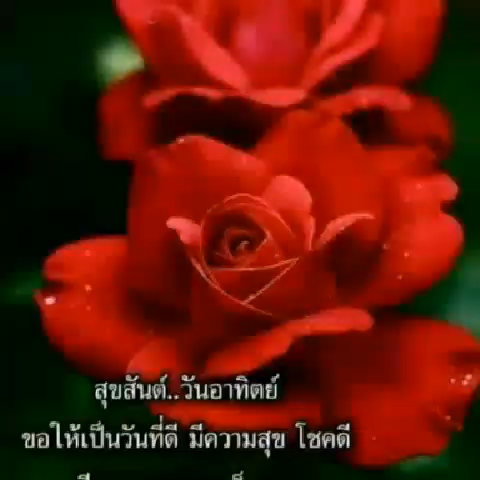 สุขสันต์..วันอาทิตย์
ขอให้เป็นวันที่ดี มีความสุข โชคดี